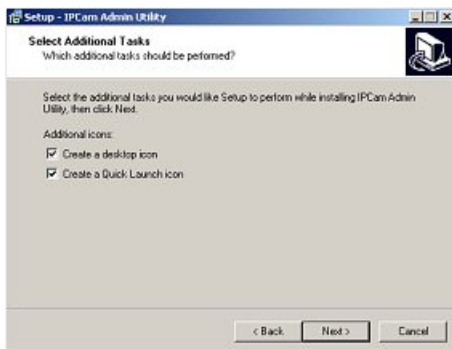 Setup - IPCam Admin Utility
Select Additional Tasks
Which additional tasks should be performed?
Select the additional tasks you would like Setup to perform while installing IPCam Admin
Utility, then click Next.
Additional icons:
Create a desktop icon
Create a Quick Launch icon
< Back
Next >
Cancel